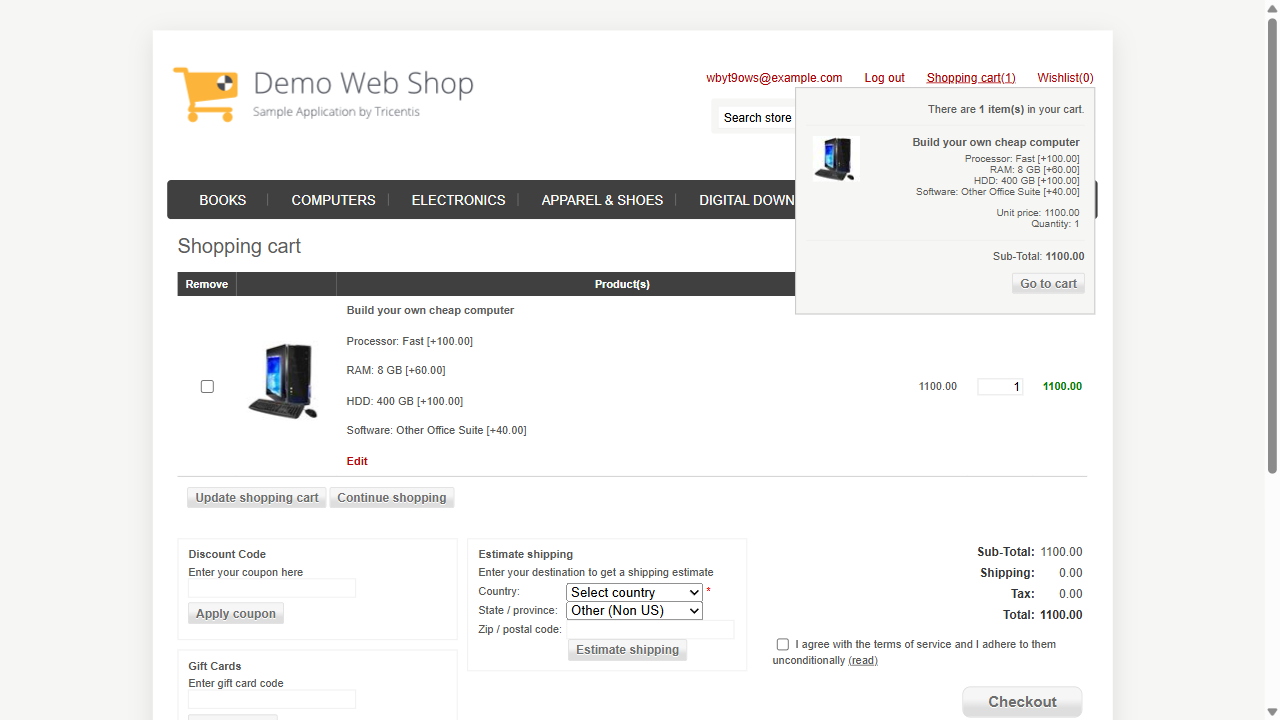 Demo Web Shop
Sample Application by Tricentis
wbyt9ows@example.com Log out Shopping cart(1) Wishlist(0)
Search store
There are 1 item(s) in your cart.
Build your own cheap computer
Processor: Fast [+100.00]
RAM: 8 GB [+60.00]
HDD: 400 GB [+100.00]
Software: Other Office Suite [+40.00]
Unit price: 1100.00
Quantity: 1
Sub-Total: 1100.00
Go to cart
BOOKS COMPUTERS ELECTRONICS APPAREL & SHOES DIGITAL DOWN
Shopping cart
Remove Product(s)
Build your own cheap computer
Processor: Fast [+100.00]
RAM: 8 GB [+60.00]
HDD: 400 GB [+100.00]
Software: Other Office Suite [+40.00]
Edit
1100.00 1 1100.00
Update shopping cart Continue shopping
Discount Code
Enter your coupon here
Apply coupon
Gift Cards
Enter gift card code
Estimate shipping
Enter your destination to get a shipping estimate
Country: Select country *
State / province: Other (Non US)
Zip / postal code:
Estimate shipping
Sub-Total: 1100.00
Shipping: 0.00
Tax: 0.00
Total: 1100.00
I agree with the terms of service and I adhere to them
unconditionally (read)
Checkout